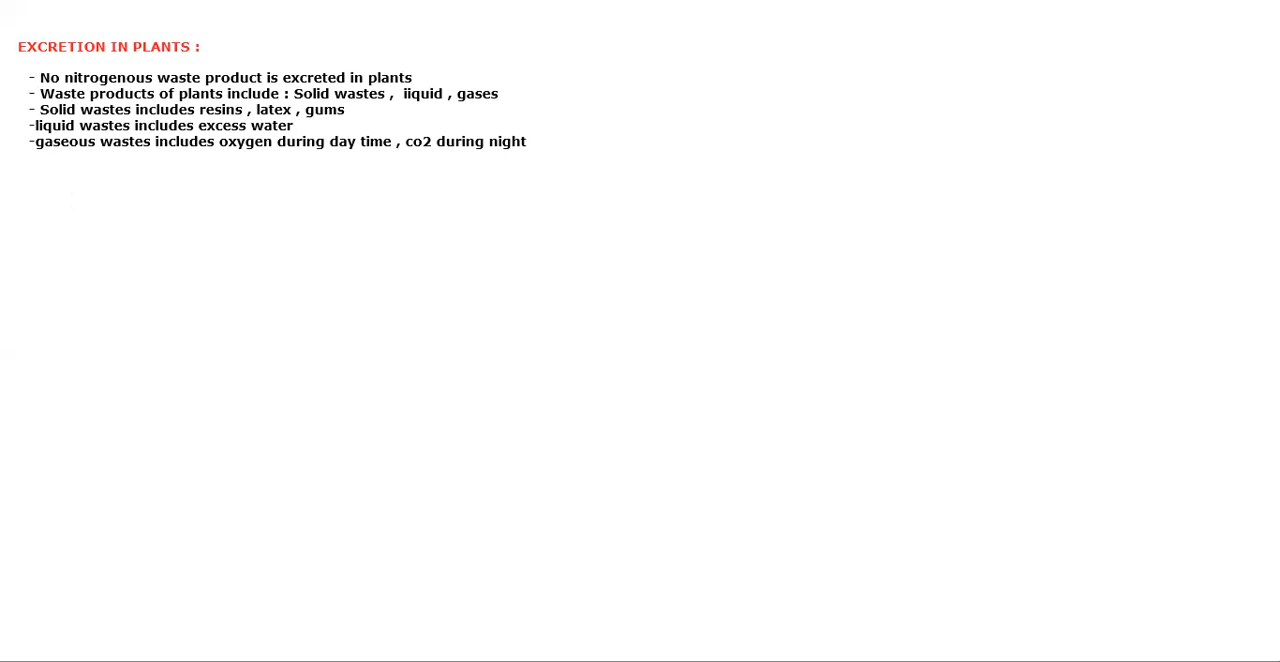 EXCRETION IN PLANTS :
- No nitrogenous waste product is excreted in plants
- Waste products of plants include : Solid wastes ,  iiquid , gases
- Solid wastes includes resins , latex , gums
-liquid wastes includes excess water
-gaseous wastes includes oxygen during day time , co2 during night